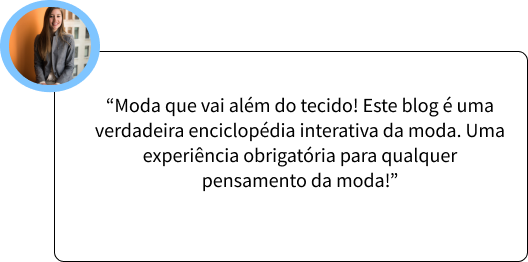 “Moda que vai além do tecido! Este blog é uma
verdadeira enciclopédia interativa da moda. Uma
experiência obrigatória para qualquer
pensamento da moda!”